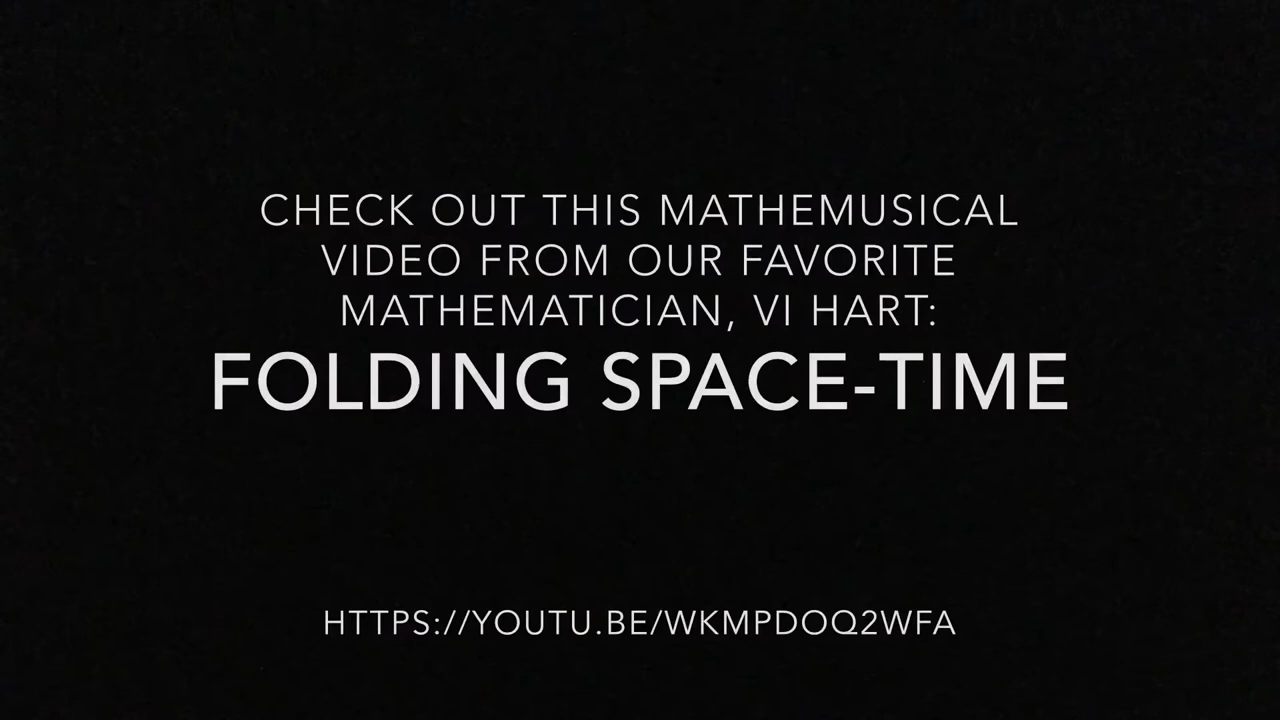 CHECK OUT THIS MATHEMUSICAL
VIDEO FROM OUR FAVORITE
MATHEMATICIAN, VI HART:
FOLDING SPACE-TIME
HTTPS://YOUTU.BE/WKMPDOQ2WFA